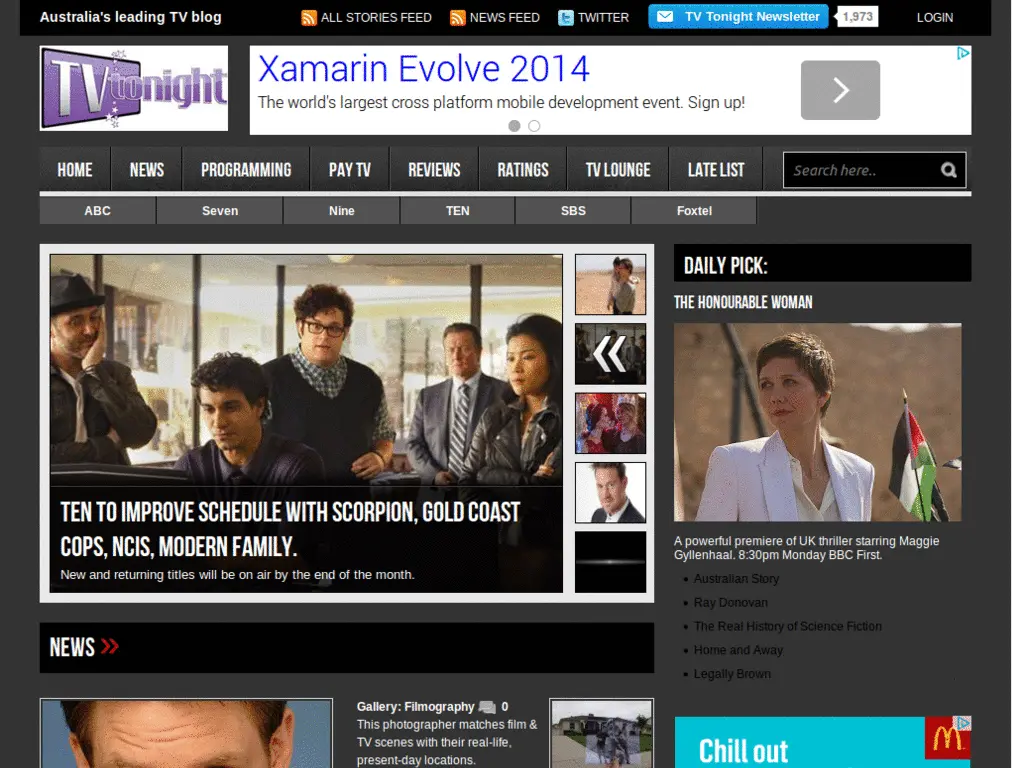 Australia's leading TV blog
ALL STORIES FEED
NEWS FEED
TWITTER
TV Tonight Newsletter
1,973
LOGIN
TVtonight
Xamarin Evolve 2014
The world's largest cross platform mobile development event. Sign up!
HOME
NEWS
PROGRAMMING
PAY TV
REVIEWS
RATINGS
TV LOUNGE
LATE LIST
Search here..
ABC
Seven
Nine
TEN
SBS
Foxtel
TEN TO IMPROVE SCHEDULE WITH SCORPION, GOLD COAST
COPS, NCIS, MODERN FAMILY.
New and returning titles will be on air by the end of the month.
DAILY PICK:
THE HONOURABLE WOMAN
A powerful premiere of UK thriller starring Maggie
Gyllenhaal. 8:30pm Monday BBC First.
Australian Story
Ray Donovan
The Real History of Science Fiction
Home and Away
Legally Brown
NEWS
Gallery: Filmography 0
This photographer matches film &
TV scenes with their real-life,
present-day locations.
Chill out